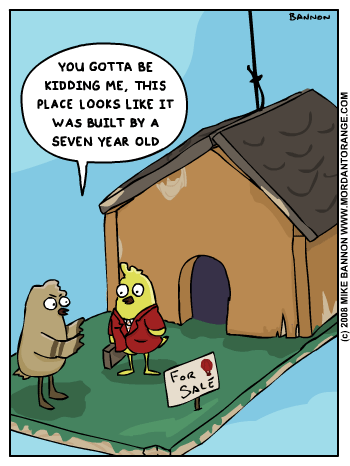 BANNON
YOU GOTTA BE
KIDDING ME, THIS
PLACE LOOKS LIKE IT
WAS BUILT BY A
SEVEN YEAR OLD
FOR
SALE
(c) 2008 MIKE BANNON WWW.MORDANTORANGE.COM